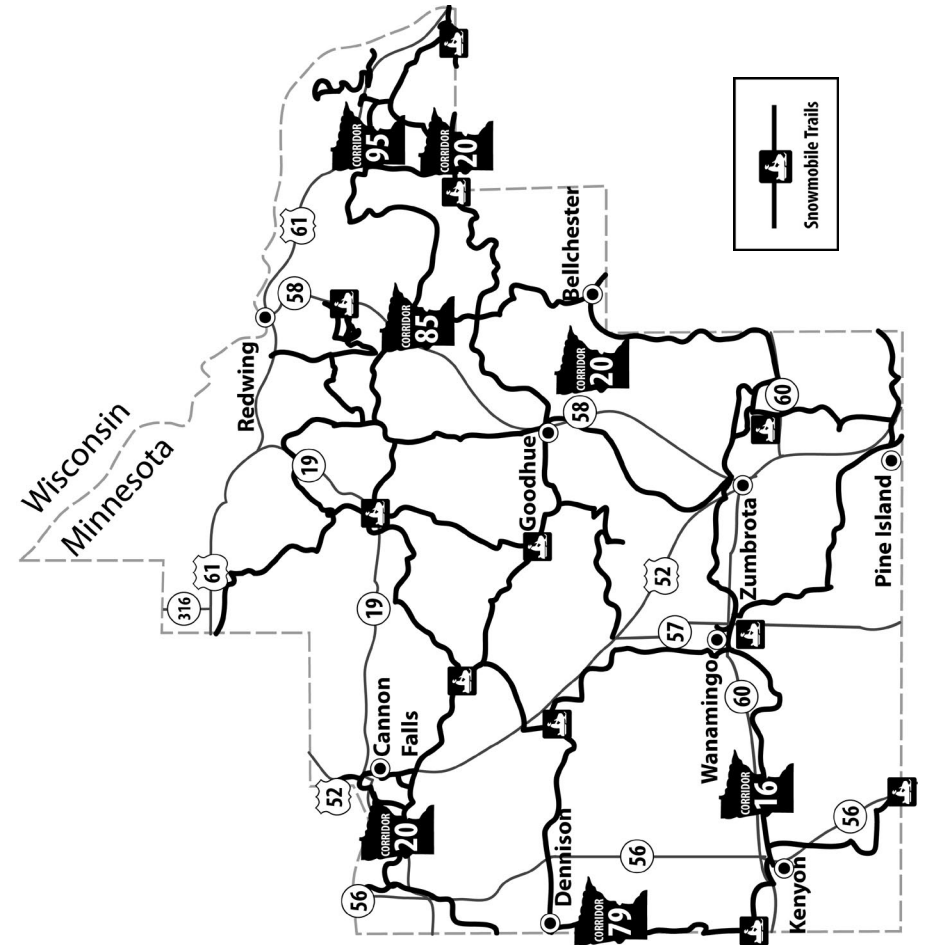 Wisconsin
Minnesota
316
61
Redwing
58
61
19
52
56
19
CORRIDOR
95
Cannon
Falls
CORRIDOR
20
CORRIDOR
85
CORRIDOR
20
Goodhue
Dennison
Bellchester
58
CORRIDOR
20
CORRIDOR
79
56
52
57
Wanamingo
60
Zumbrota
CORRIDOR
16
60
Kenyon
Snowmobile Trails
56
Pine Island